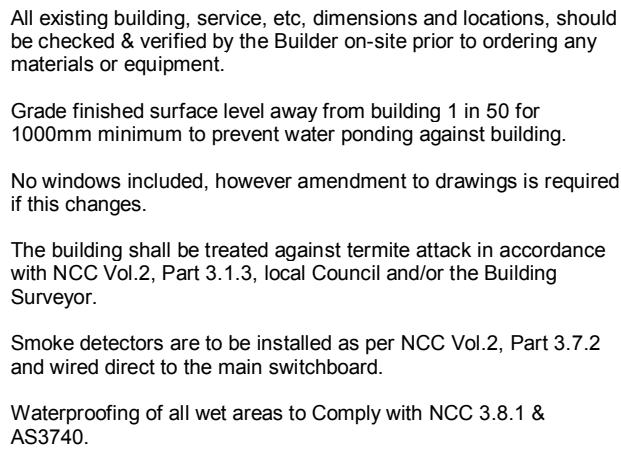 All existing building, service, etc, dimensions and locations, should
be checked & verified by the Builder on-site prior to ordering any
materials or equipment.
Grade finished surface level away from building 1 in 50 for
1000mm minimum to prevent water ponding against building.
No windows included, however amendment to drawings is required
if this changes.
The building shall be treated against termite attack in accordance
with NCC Vol.2, Part 3.1.3, local Council and/or the Building
Surveyor.
Smoke detectors are to be installed as per NCC Vol.2, Part 3.7.2
and wired direct to the main switchboard.
Waterproofing of all wet areas to Comply with NCC 3.8.1 &
AS3740.